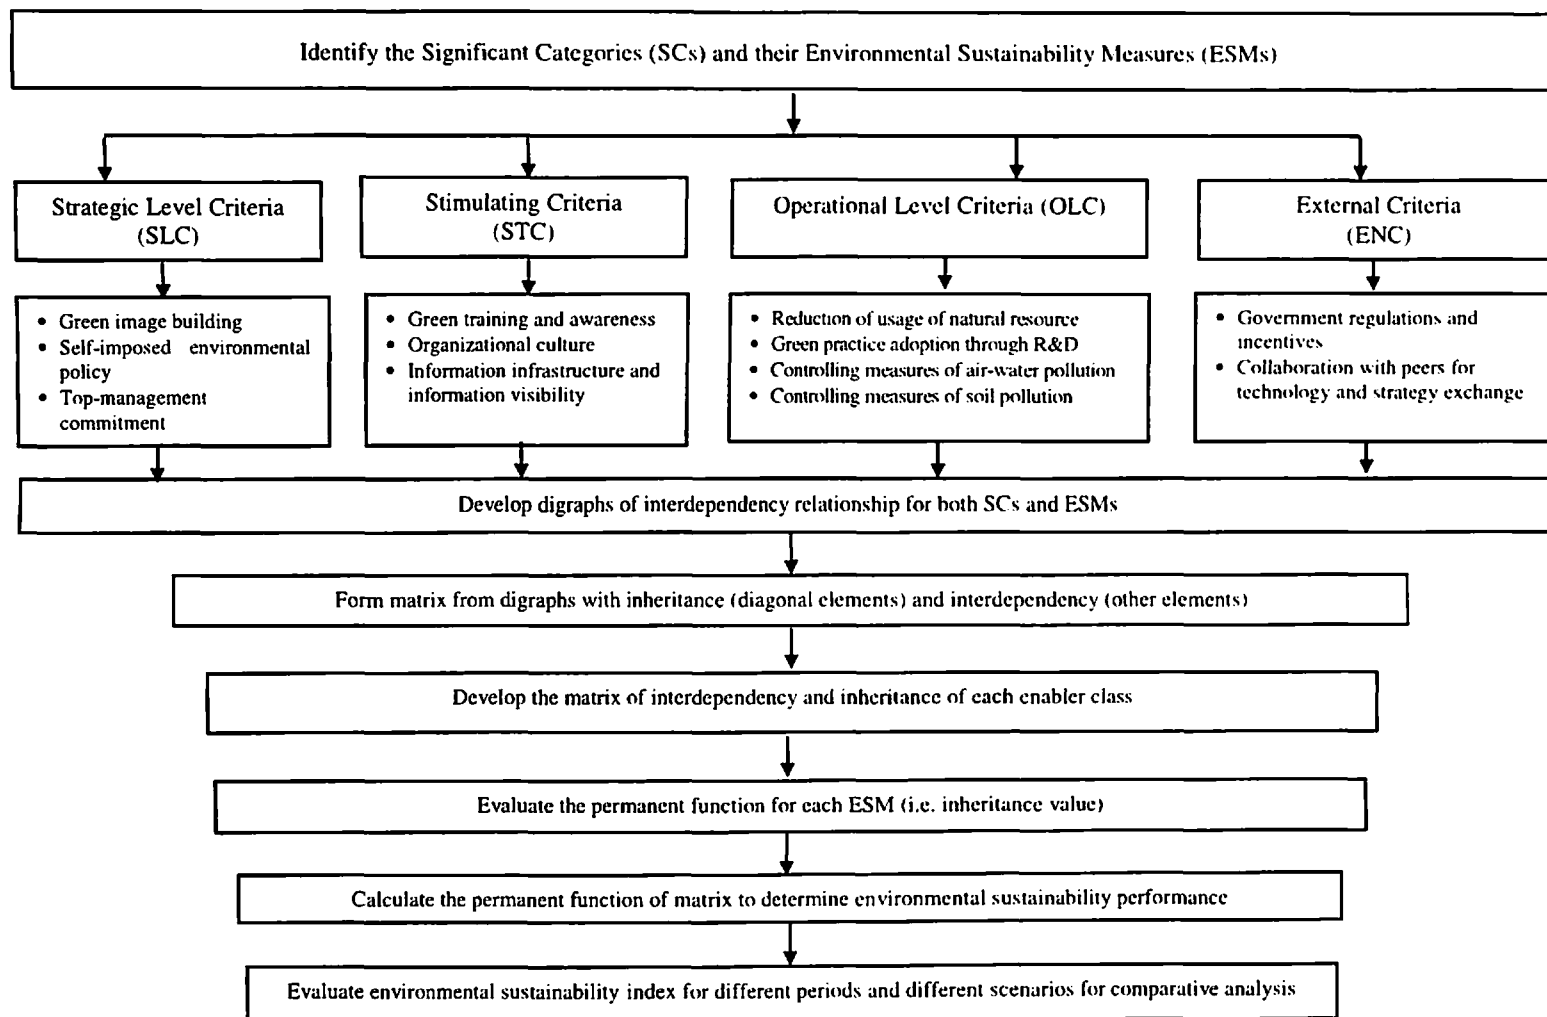 Identify the Significant Categories (SCs) and their Environmental Sustainability Measures (ESMs)
Strategic Level Criteria
(SLC)
Stimulating Criteria
(STC)
Operational Level Criteria (OLC)
External Criteria
(ENC)
• Green image building
• Self-imposed environmental
policy
• Top-management
commitment
• Green training and awareness
• Organizational culture
• Information infrastructure and
information visibility
• Reduction of usage of natural resource
• Green practice adoption through R&D
• Controlling measures of air-water pollution
• Controlling measures of soil pollution
• Government regulations and
incentives
• Collaboration with peers for
technology and strategy exchange
Develop digraphs of interdependency relationship for both SCs and ESMs
Form matrix from digraphs with inheritance (diagonal elements) and interdependency (other elements)
Develop the matrix of interdependency and inheritance of each enabler class
Evaluate the permanent function for each ESM (i.e. inheritance value)
Calculate the permanent function of matrix to determine environmental sustainability performance
Evaluate environmental sustainability index for different periods and different scenarios for comparative analysis